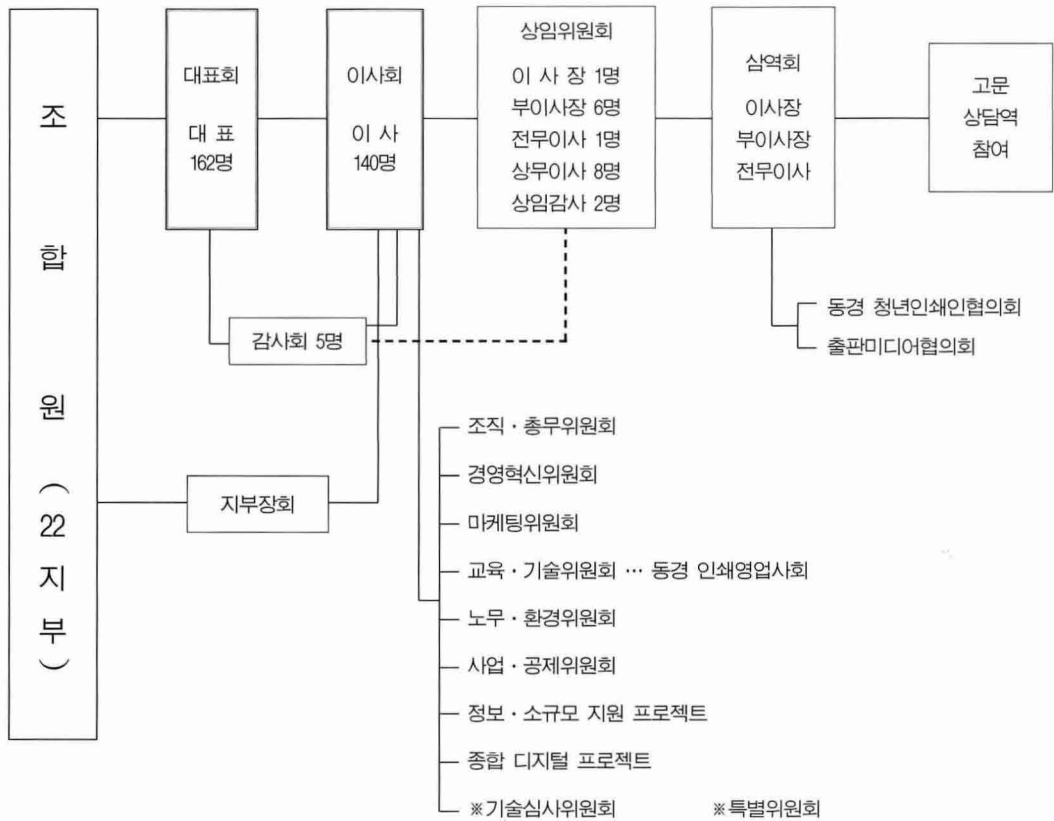 조합원(22지부)
대표회
대 표
162명
이사회
이 사
140명
상임위원회
이 사 장 1명
부이사장 6명
전무이사 1명
상무이사 8명
상임감사 2명
삼역회
이사장
부이사장
전무이사
고문
상담역
참여
감사회 5명
동경 청년인쇄인협의회
출판미디어협의회
지부장회
조직·총무위원회
경영혁신위원회
마케팅위원회
교육·기술위원회 … 동경 인쇄영업사회
노무·환경위원회
사업·공제위원회
정보·소규모 지원 프로젝트
종합 디지털 프로젝트
※기술심사위원회 ※특별위원회